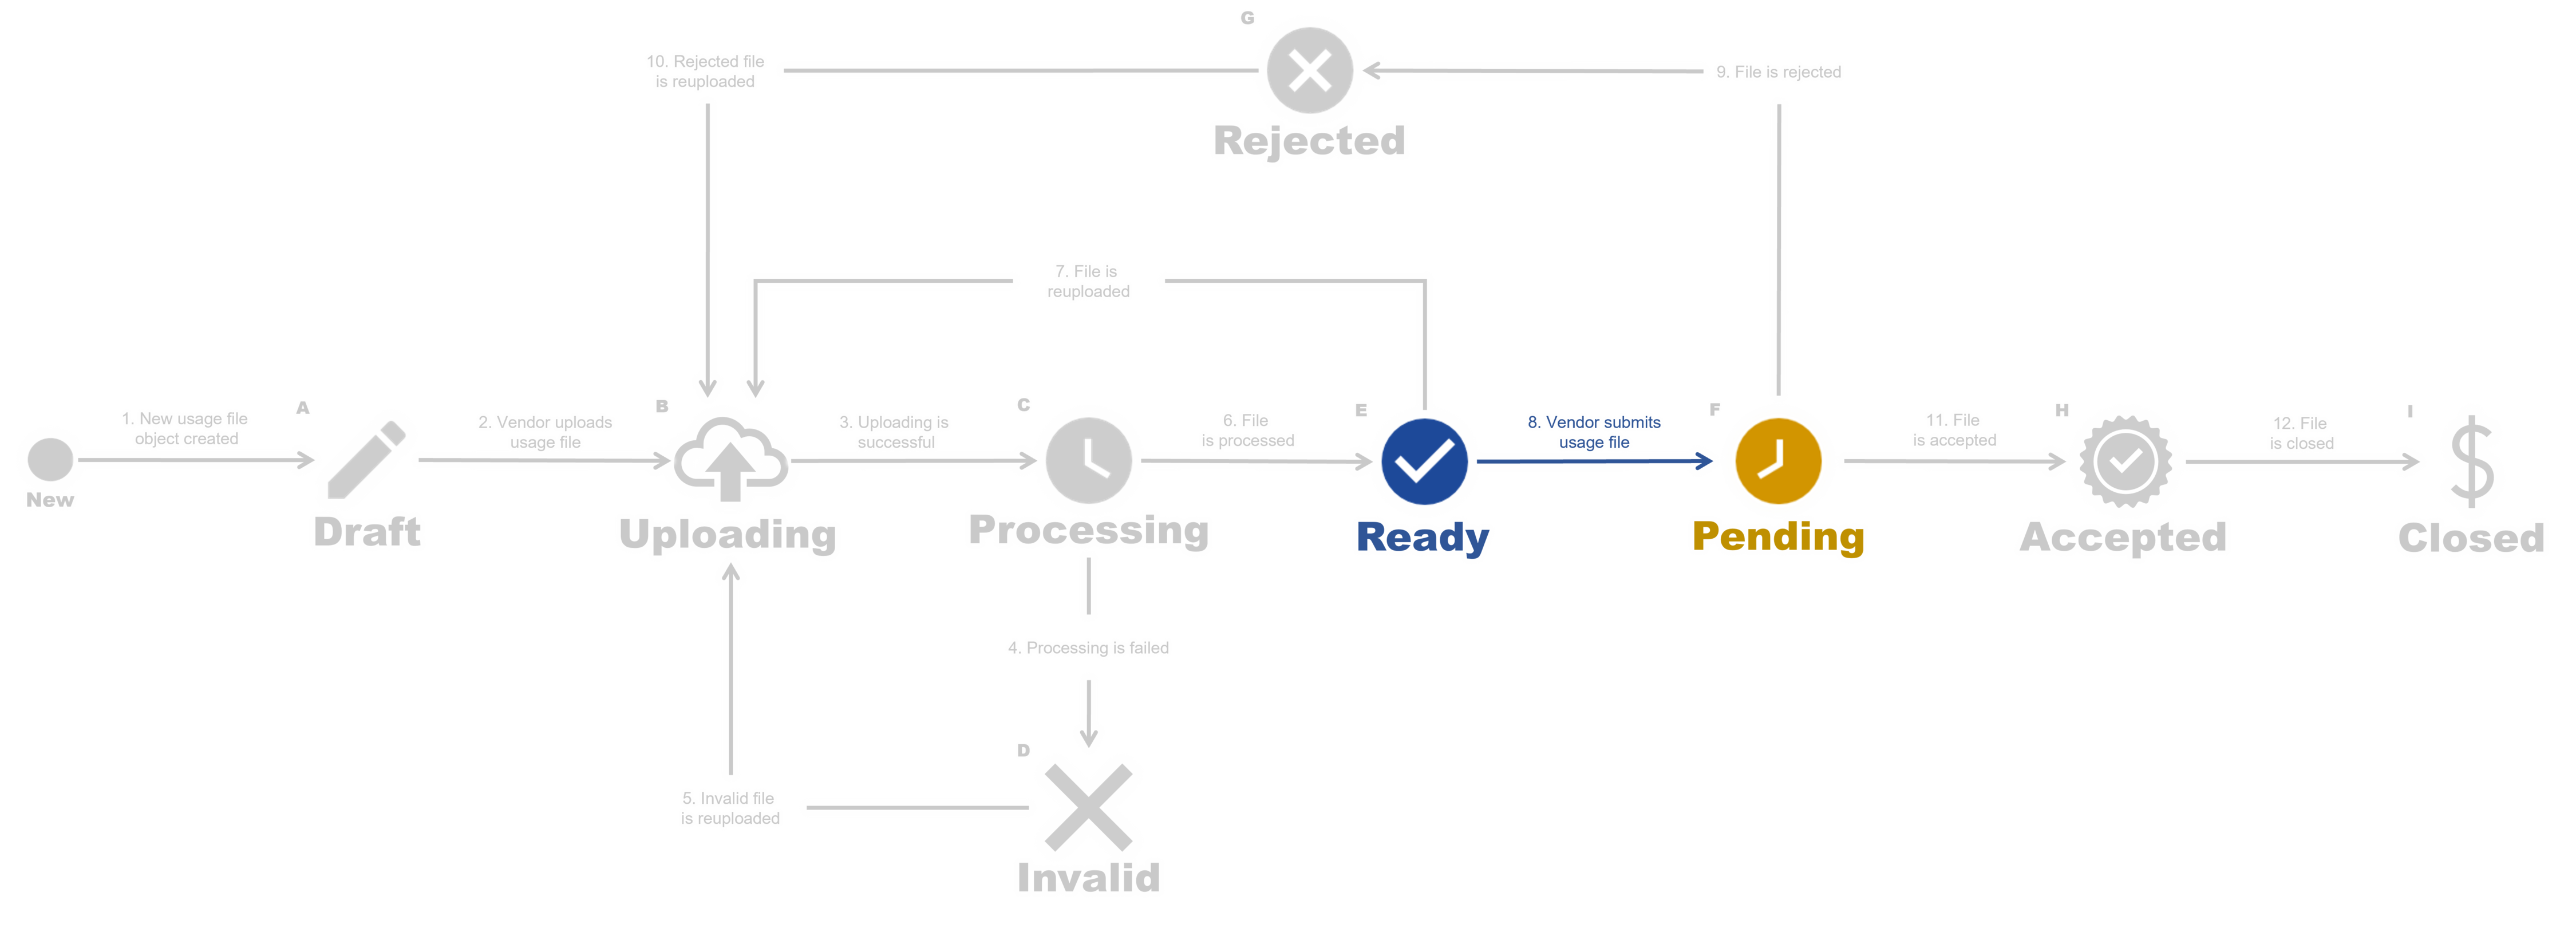 G
10. Rejected file
is reuploaded
9. File is rejected
Rejected
7. File is
reuploaded
A
1. New usage file
object created
New
Draft
2. Vendor uploads
usage file
B
Uploading
3. Uploading is
successful
C
Processing
6. File
is processed
E
Ready
8. Vendor submits
usage file
F
Pending
11. File
is accepted
H
Accepted
12. File
is closed
I
Closed
4. Processing is failed
D
5. Invalid file
is reuploaded
Invalid